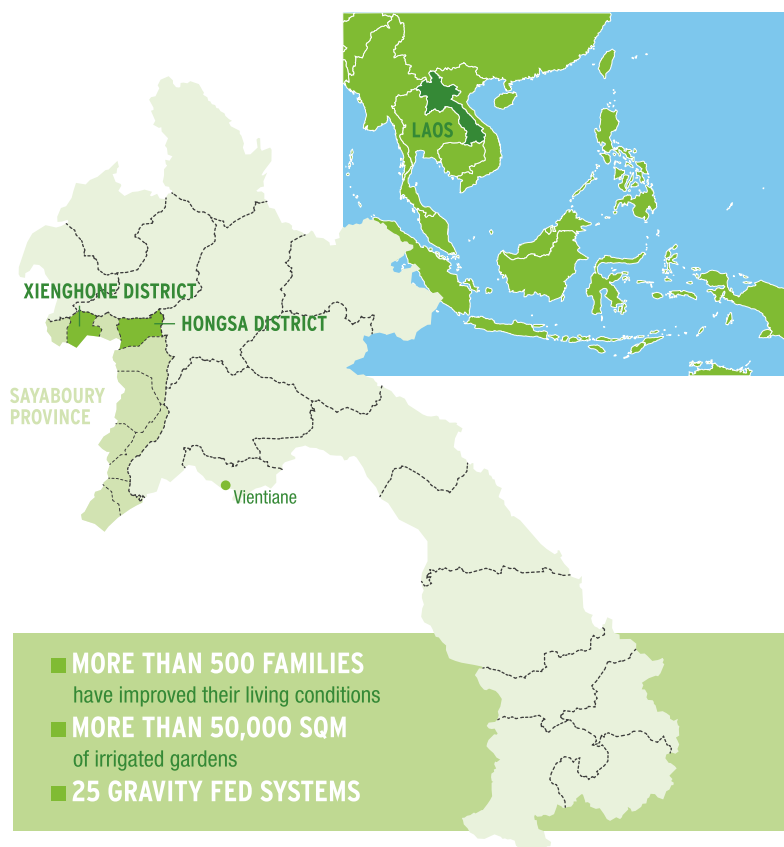 LAOS
XIENGHONE DISTRICT
HONGSA DISTRICT
SAYABOURY
PROVINCE
Vientiane
MORE THAN 500 FAMILIES
have improved their living conditions
MORE THAN 50,000 SQM
of irrigated gardens
25 GRAVITY FED SYSTEMS